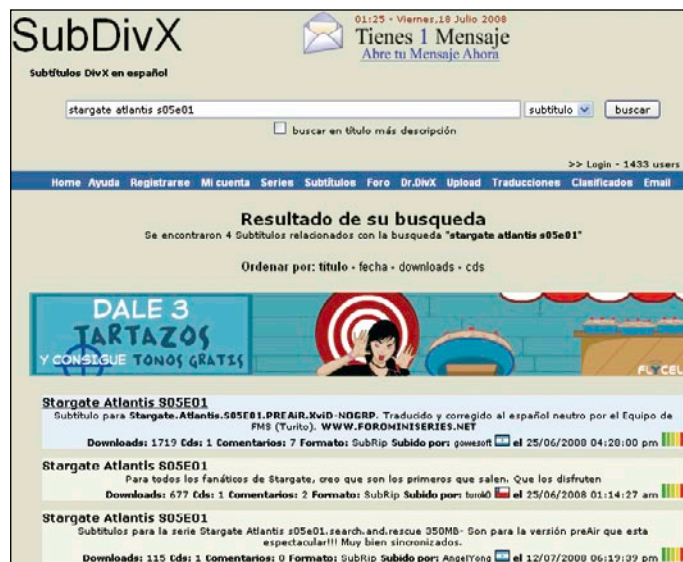 SubDivX
Subtítulos DivX en español
01:25 - Viernes,18 Julio 2008
Tienes 1 Mensaje
Abre tu Mensaje Ahora
stargate atlantis s05e01 subtítulo buscar
buscar en título más descripción
>> Login - 1433 users
Home Ayuda Registrarse Mi cuenta Series Subtítulos Foro Dr.DivX Upload Traducciones Clasificados Email
Resultado de su busqueda
Se encontraron 4 Subtítulos relacionados con la busqueda "stargate atlantis s05e01"
Ordenar por: título - fecha - downloads - cds
DALE 3
TARTAZOS
Y CONSIGUE TONOS GRATIS
FLYCEL
Stargate Atlantis S05E01
Subtítulo para Stargate.Atlantis.S05E01.PREAiR.XviD-NOGRP. Traducido y corregido al español neutro por el Equipo de
FMS (Turito). WWW.FOROMINISERIES.NET
Downloads: 1719 Cds: 1 Comentarios: 7 Formato: SubRip Subido por: gowesoft el 25/06/2008 04:28:00 pm
Stargate Atlantis S05E01
Para todos los fanáticos de Stargate, creo que son los primeros que salen. Que los disfruten
Downloads: 677 Cds: 1 Comentarios: 2 Formato: SubRip Subido por: turok0 el 25/06/2008 01:14:27 am
Stargate Atlantis S05E01
Subtitulos para la serie Stargate Atlantis s05e01.search.and.rescue 350MB- Son para la versión preAir que esta
espectacular!!! Muy bien sincronizados.
Downloads: 115 Cds: 1 Comentarios: 0 Formato: SubRip Subido por: AngelYong el 12/07/2008 06:19:39 pm